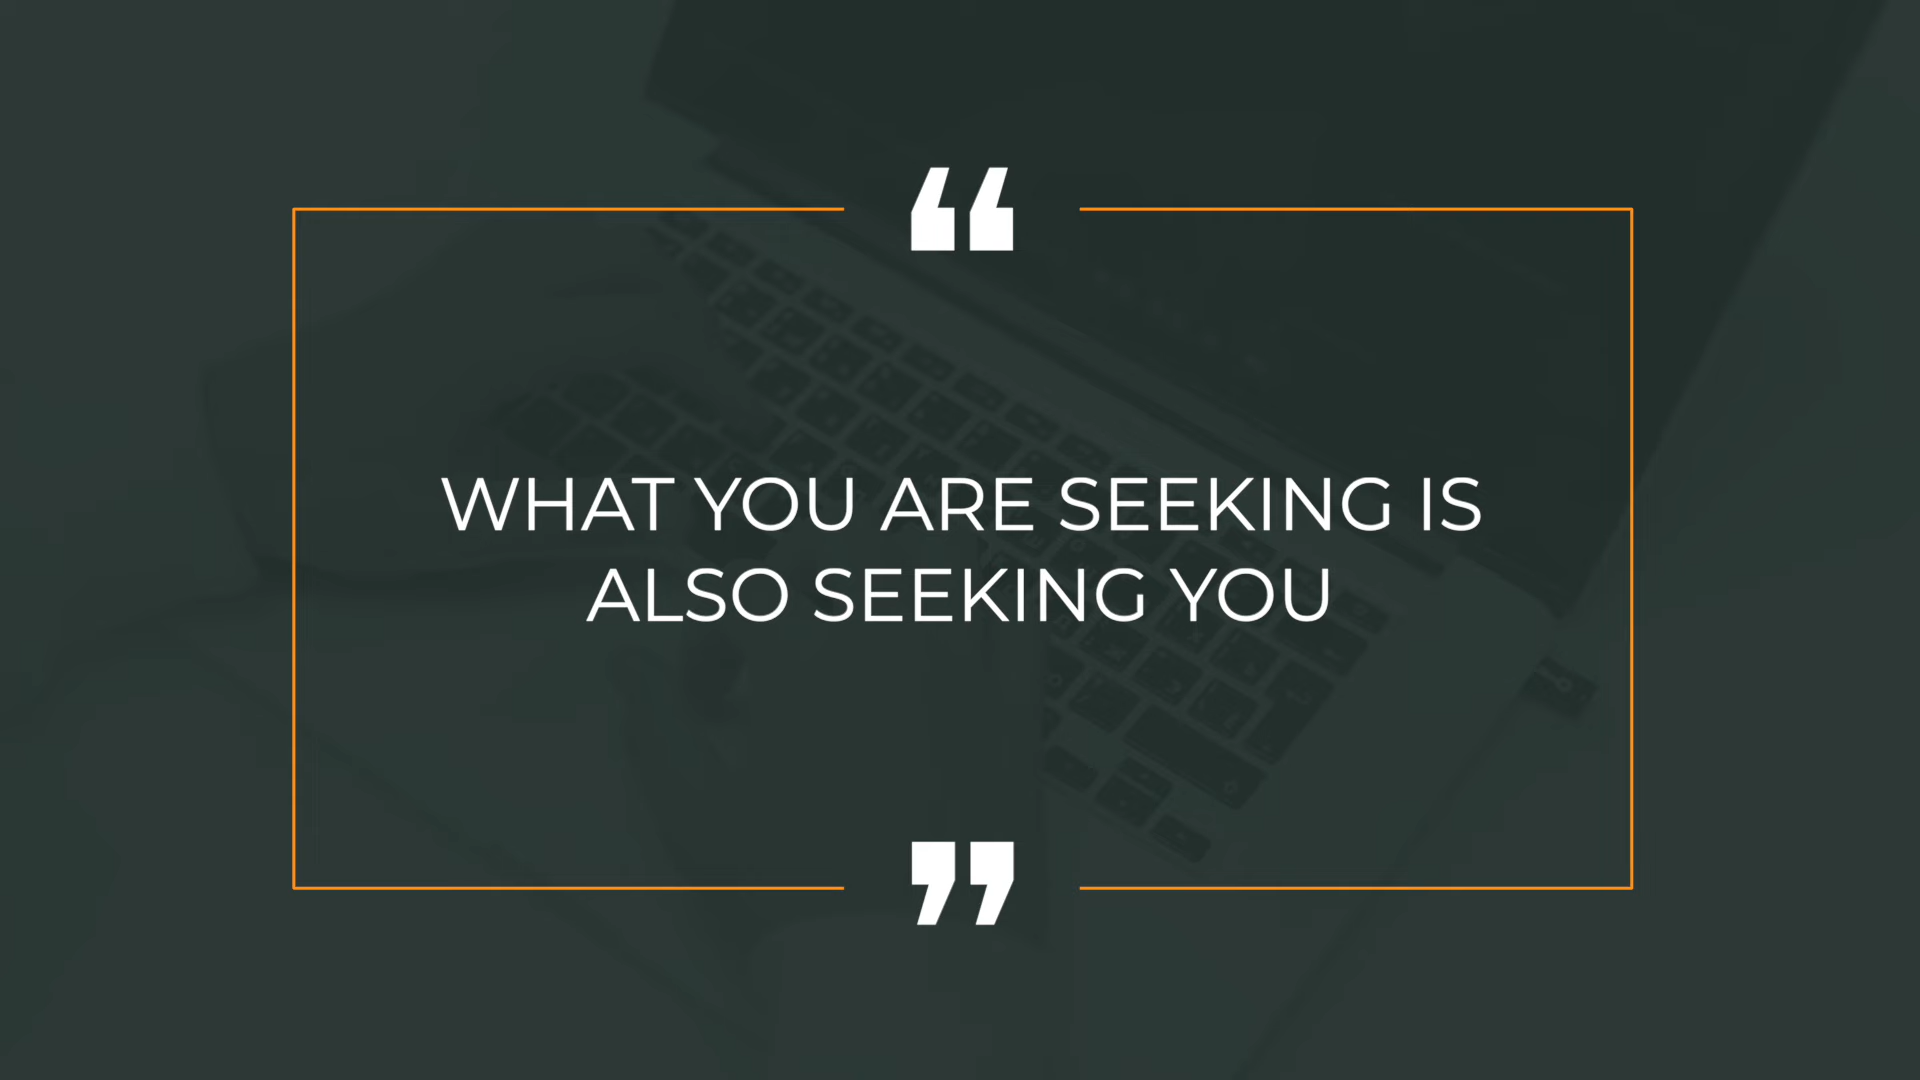 “
WHAT YOU ARE SEEKING IS
ALSO SEEKING YOU
”